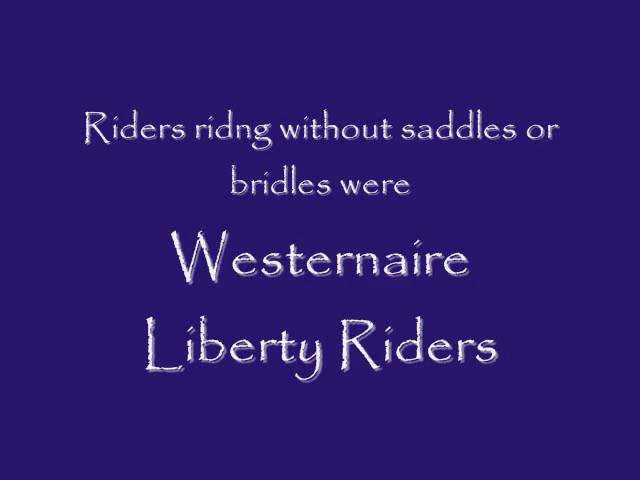 Riders ridng without saddles or
bridles were
Westernaire
Liberty Riders